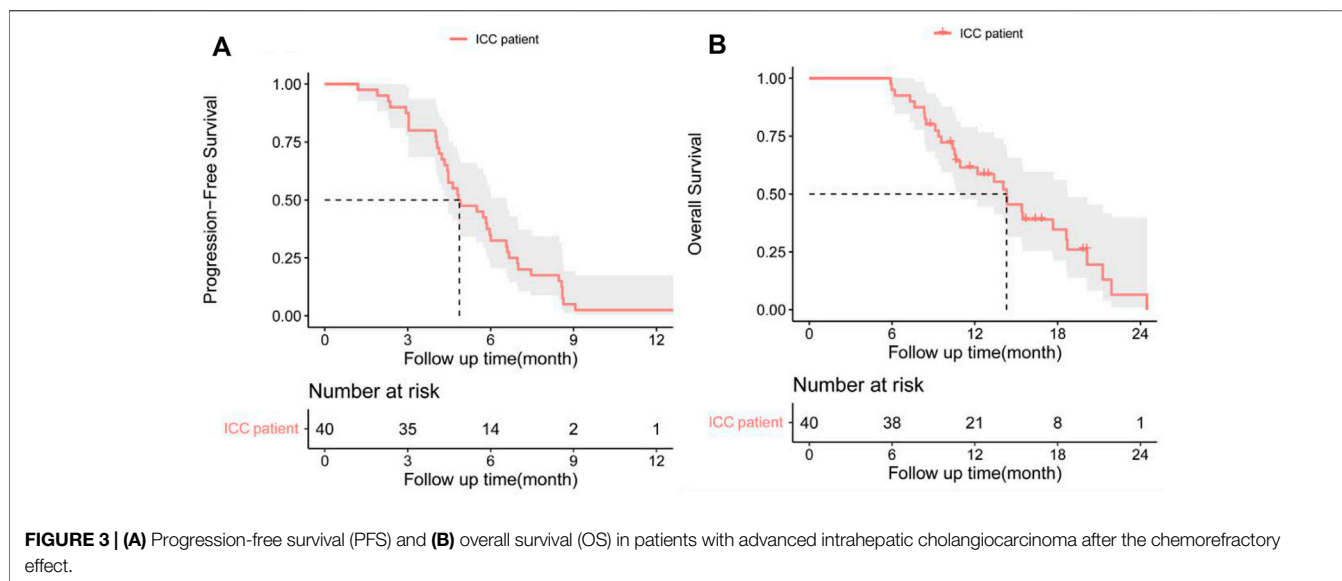 A
ICC patient
Progression-Free Survival
1.00
0.75
0.50
0.25
0.00
0 3 6 9 12
Follow up time(month)
Number at risk
ICC patient 40 35 14 2 1
0 3 6 9 12
Follow up time(month)
B
ICC patient
Overall Survival
1.00
0.75
0.50
0.25
0.00
0 6 12 18 24
Follow up time(month)
Number at risk
ICC patient 40 38 21 8 1
0 6 12 18 24
Follow up time(month)
FIGURE 3 | (A) Progression-free survival (PFS) and (B) overall survival (OS) in patients with advanced intrahepatic cholangiocarcinoma after the chemorefractory
effect.